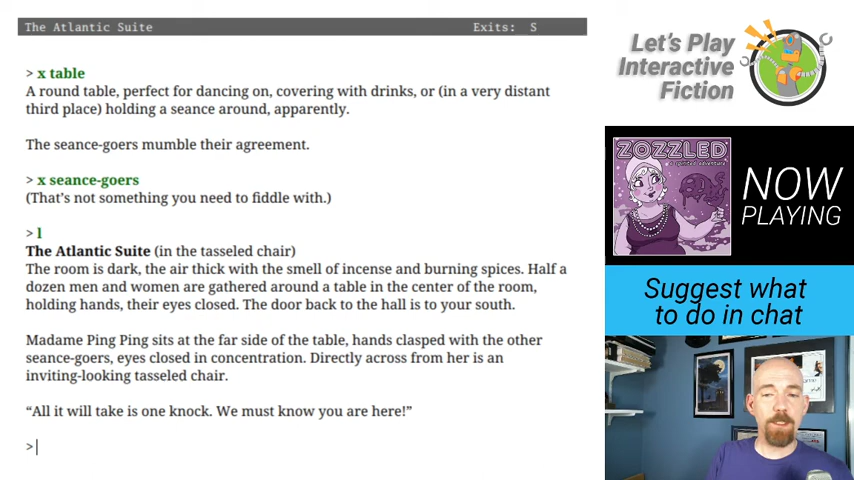 The Atlantic Suite Exits: S
> x table
A round table, perfect for dancing on, covering with drinks, or (in a very distant
third place) holding a seance around, apparently.
The seance-goers mumble their agreement.
> x seance-goers
(That's not something you need to fiddle with.)
> l
The Atlantic Suite (in the tasseled chair)
The room is dark, the air thick with the smell of incense and burning spices. Half a
dozen men and women are gathered around a table in the center of the room,
holding hands, their eyes closed. The door back to the hall is to your south.
Madame Ping Ping sits at the far side of the table, hands clasped with the other
seance-goers, eyes closed in concentration. Directly across from her is an
inviting-looking tasseled chair.
“All it will take is one knock. We must know you are here!”
>
Let's Play
Interactive
Fiction
ZOZZLED
a spirited adventure
NOW
PLAYING
Suggest what
to do in chat